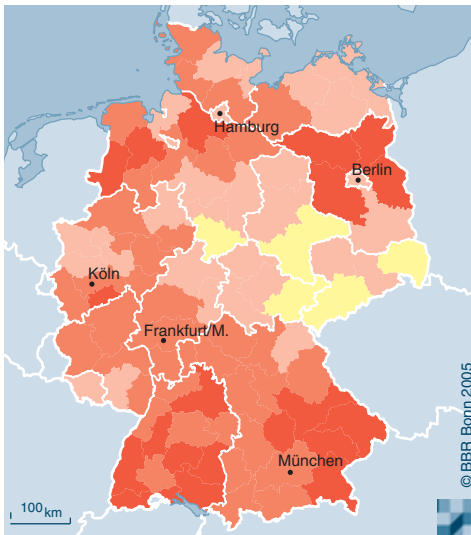 Hamburg
Berlin
Köln
Frankfurt/M.
München
100 km
© BBR Bonn 2005